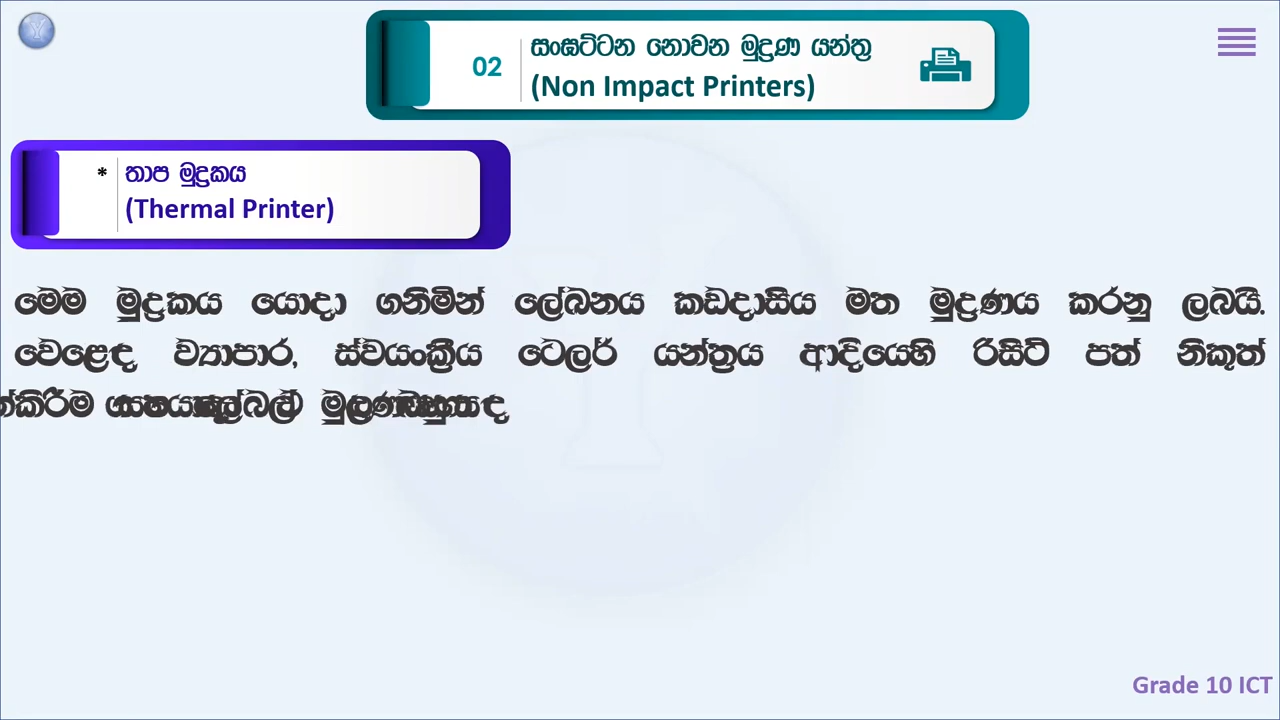 02
සංඝට්ටන නොවන මුද්‍රණ යන්ත්‍ර
(Non Impact Printers)
* තාප මුද්‍රකය
(Thermal Printer)
මෙම මුද්‍රකය යොදා ගනිමින් ලේඛනය කඩදාසිය මත මුද්‍රණය කරනු ලබයි.
වෙළෙඳ ව්‍යාපාර, ස්වයංක්‍රීය ටෙලර් යන්ත්‍රය ආදියෙහි රිසිට් පත් නිකුත්
Grade 10 ICT